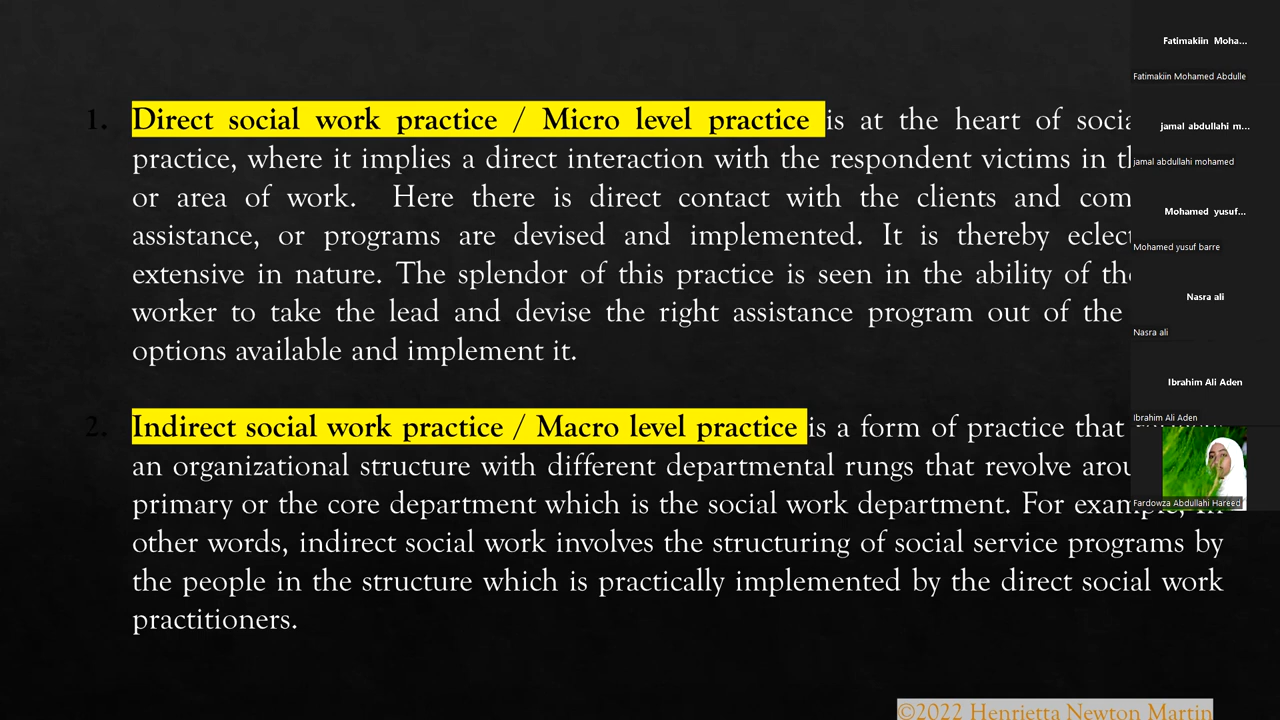 1. Direct social work practice / Micro level practice is at the heart of
practice, where it implies a direct interaction with the respondent victims in
or area of work. Here there is direct contact with the clients and
assistance, or programs are devised and implemented. It is thereby
extensive in nature. The splendor of this practice is seen in the ability of
worker to take the lead and devise the right assistance program out of the
options available and implement it.
2. Indirect social work practice / Macro level practice is a form of practice that
an organizational structure with different departmental rungs that revolve
primary or the core department which is the social work department. For
other words, indirect social work involves the structuring of social service programs by
the people in the structure which is practically implemented by the direct social work
practitioners.
©2022 Henrietta Newton Martin
Fatimakiin Moha...
Fatimakiin Mohamed Abdulle
jamal abdullahi m...
jamal abdullahi mohamed
Mohamed yusuf...
Mohamed yusuf barre
Nasra ali
Nasra ali
Ibrahim Ali Aden
Ibrahim Ali Aden
Fardowza Abdullahi Hareed